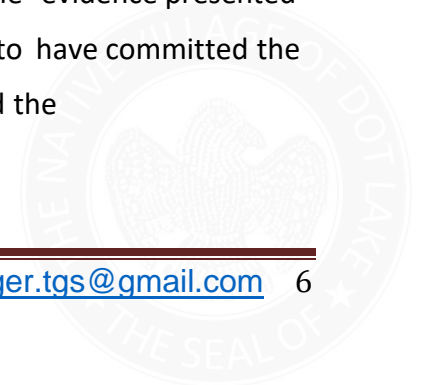 evidence presented
to have committed the
the
ger.tgs@gmail.com 6
THE NATIVE VILLAGE OF DOT LAKE
THE SEAL OF